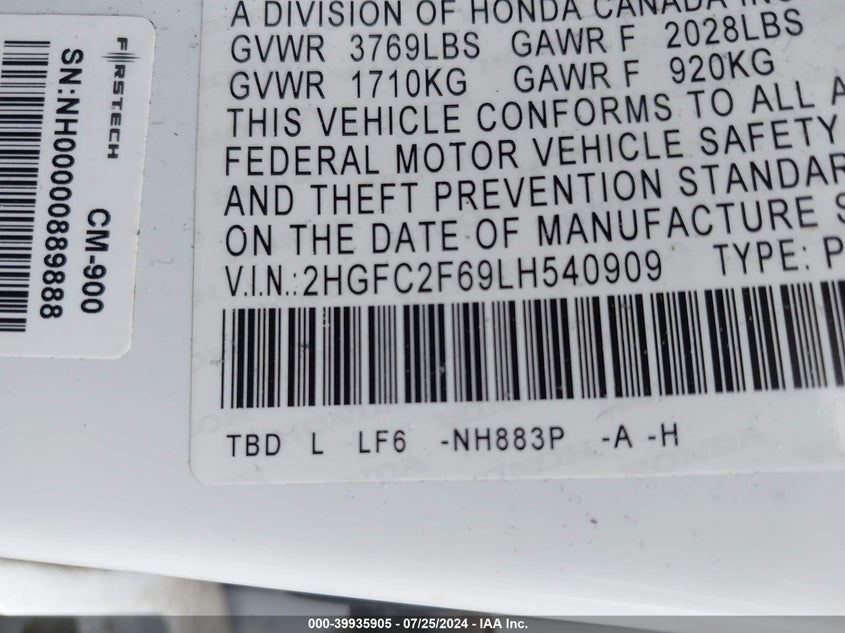 A DIVISION OF HONDA CANADA INC
GVWR 3769LBS GAWR F 2028LBS
GVWR 1710KG GAWR F 920KG
THIS VEHICLE CONFORMS TO ALL A
FEDERAL MOTOR VEHICLE SAFETY
AND THEFT PREVENTION STANDAR
ON THE DATE OF MANUFACTURE S
V.I.N.:2HGFC2F69LH540909 TYPE: P
TBD L LF6 -NH883P -A -H
FIRSTECH
SN:NH00000889888
CM-900
000-39935905 - 07/25/2024 - IAA Inc.